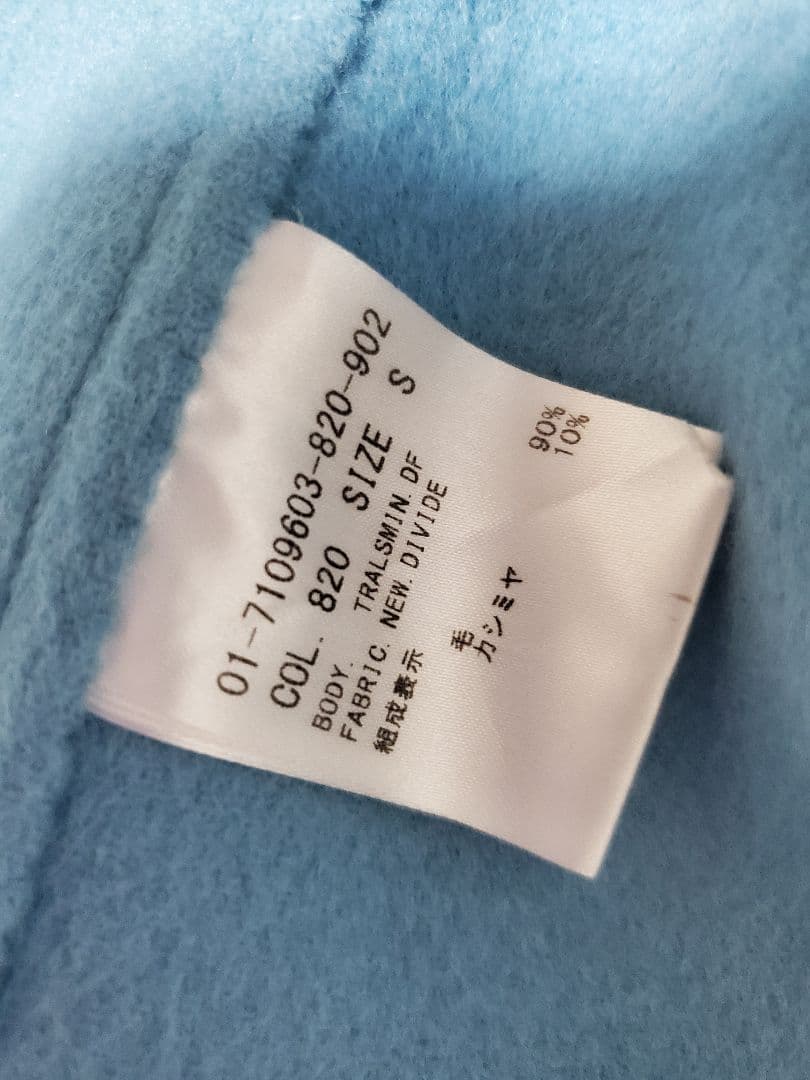 01-7109603-820-902
COL. 820 SIZE S
BODY. TRALSMIN. DF
FABRIC. NEW. DIVIDE
組成表示
毛 90%
カシミヤ 10%